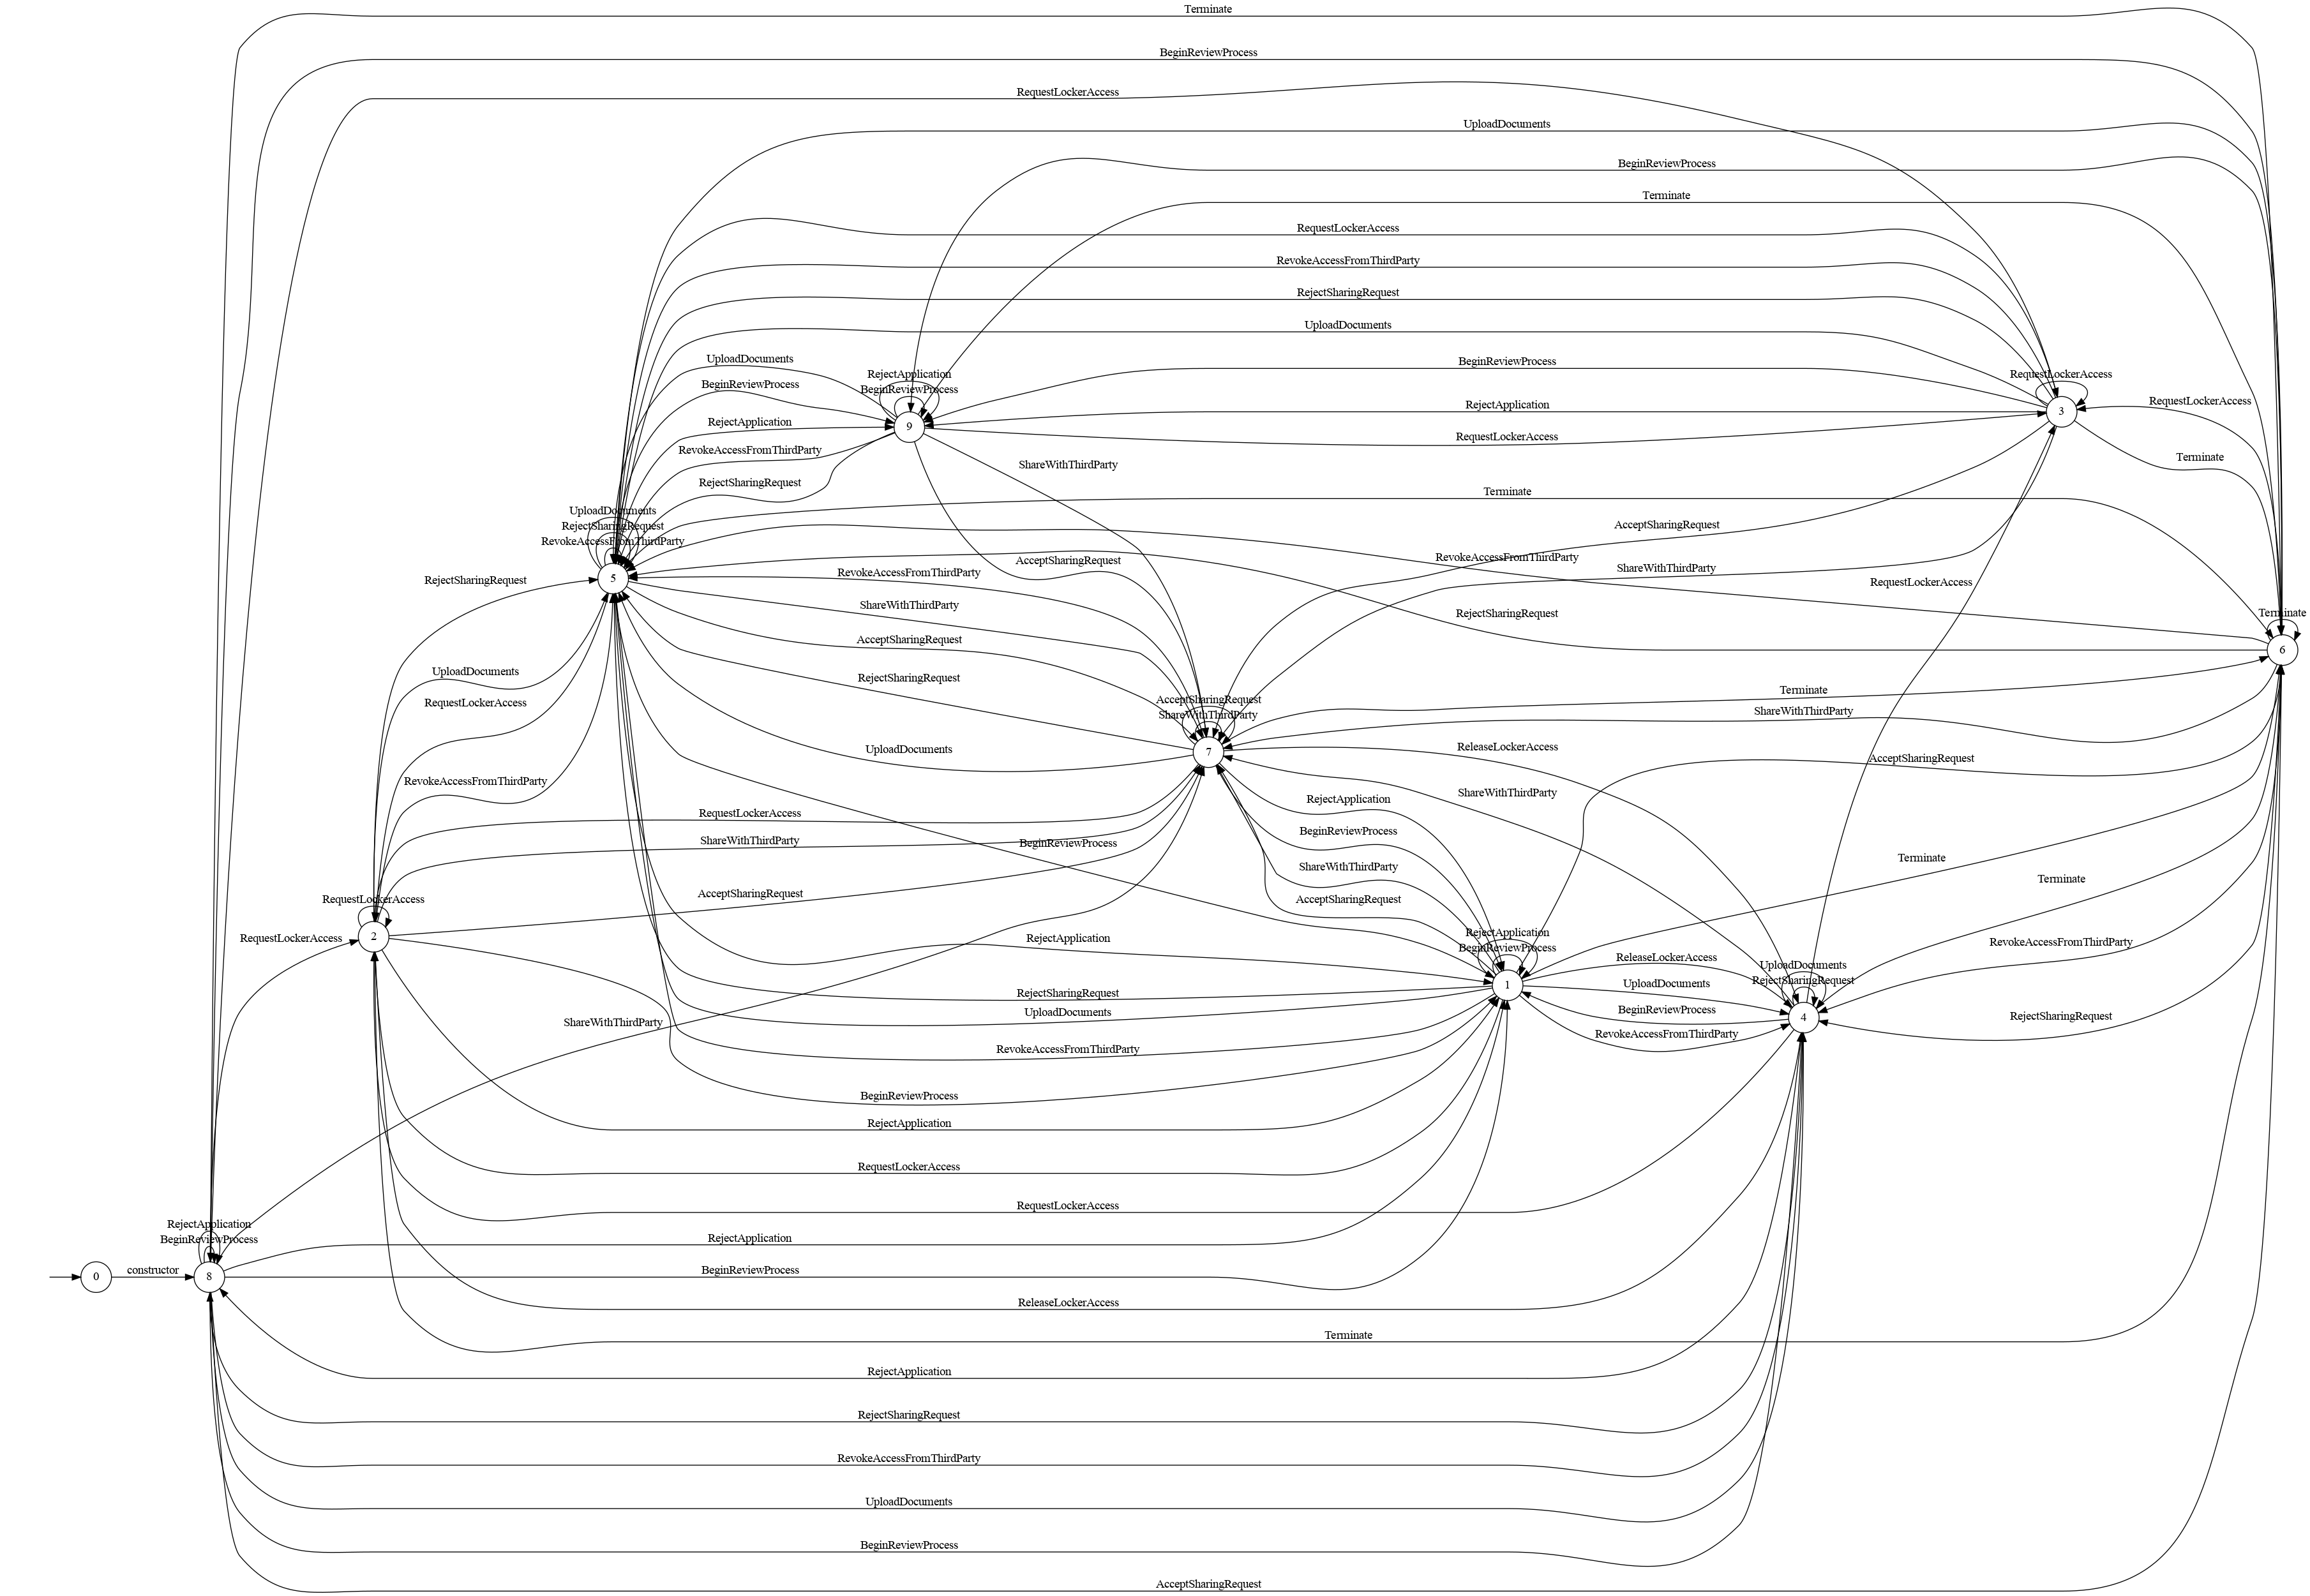 Terminate
BeginReviewProcess
RequestLockerAccess
UploadDocuments
BeginReviewProcess
Terminate
RequestLockerAccess
RevokeAccessFromThirdParty
RejectSharingRequest
UploadDocuments
UploadDocuments
BeginReviewProcess
RejectApplication
RequestLockerAccess
BeginReviewProcess
BeginReviewProcess
RequestLockerAccess
RejectApplication
3
RejectApplication
9
RequestLockerAccess
RevokeAccessFromThirdParty
Terminate
ShareWithThirdParty
RejectSharingRequest
Terminate
UploadDocuments
RejectSharingRequest
AcceptSharingRequest
RevokeAccessFromThirdParty
RevokeAccessFromThirdParty
AcceptSharingRequest
ShareWithThirdParty
RevokeAccessFromThirdParty
5
RejectSharingRequest
RequestLockerAccess
ShareWithThirdParty
RejectSharingRequest
Terminate
AcceptSharingRequest
6
UploadDocuments
RejectSharingRequest
Terminate
AcceptSharingRequest
RequestLockerAccess
ShareWithThirdParty
ShareWithThirdParty
UploadDocuments
7
ReleaseLockerAccess
AcceptSharingRequest
RevokeAccessFromThirdParty
ShareWithThirdParty
RejectApplication
RequestLockerAccess
BeginReviewProcess
ShareWithThirdParty
BeginReviewProcess
Terminate
ShareWithThirdParty
Terminate
AcceptSharingRequest
RequestLockerAccess
AcceptSharingRequest
RejectApplication
RequestLockerAccess
2
RejectApplication
RevokeAccessFromThirdParty
BeginReviewProcess
ReleaseLockerAccess
UploadDocuments
RejectSharingRequest
UploadDocuments
1
RejectSharingRequest
UploadDocuments
BeginReviewProcess
4
RejectSharingRequest
ShareWithThirdParty
RevokeAccessFromThirdParty
RevokeAccessFromThirdParty
BeginReviewProcess
RejectApplication
RequestLockerAccess
RequestLockerAccess
RejectApplication
BeginReviewProcess
RejectApplication
constructor
0
8
BeginReviewProcess
ReleaseLockerAccess
Terminate
RejectApplication
RejectSharingRequest
RevokeAccessFromThirdParty
UploadDocuments
BeginReviewProcess
AcceptSharingRequest